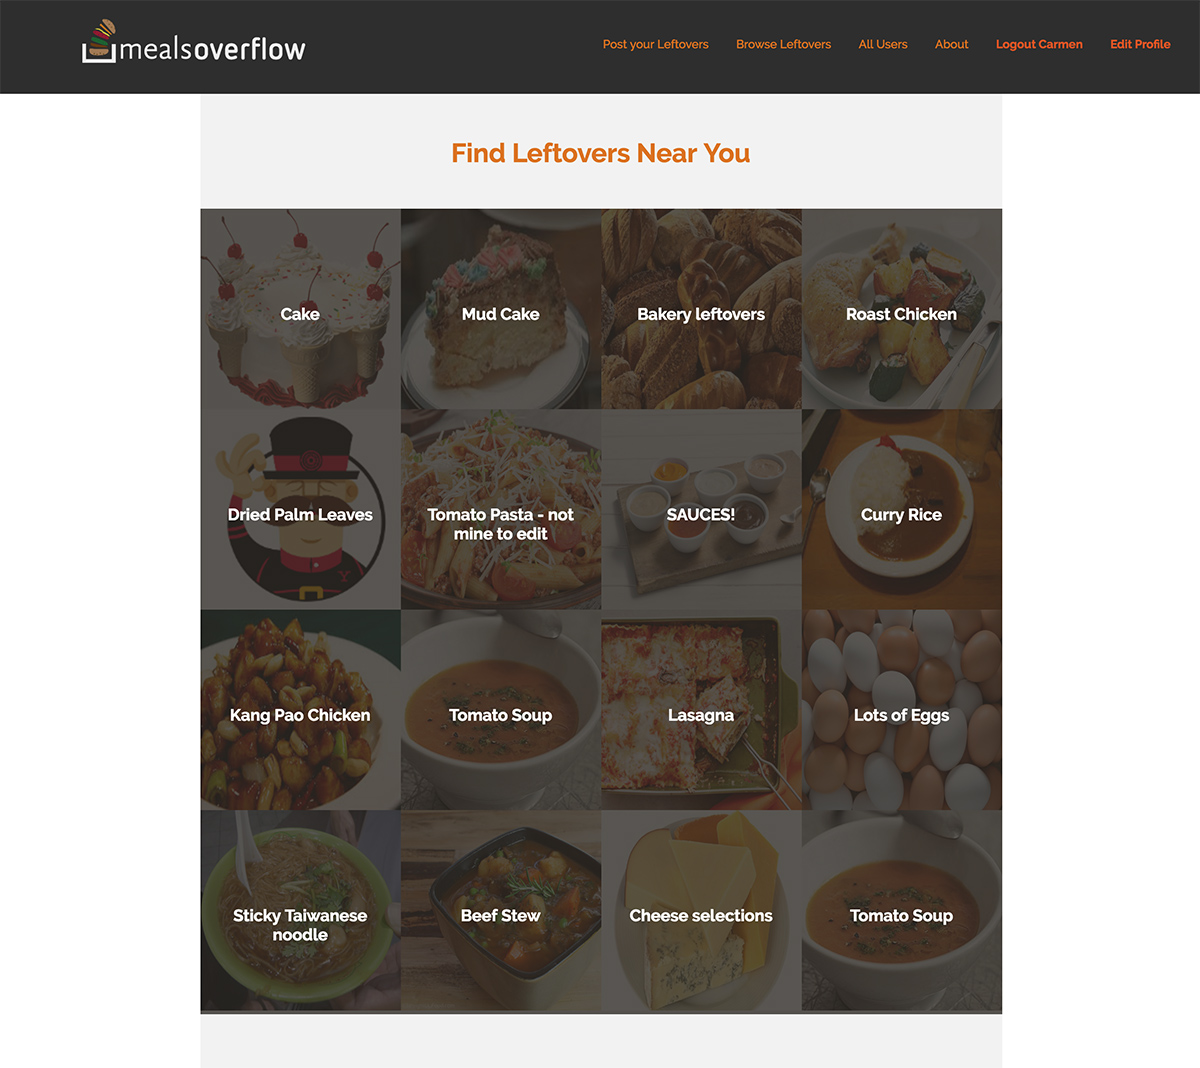 mealsoverflow
Post your Leftovers
Browse Leftovers
All Users
About
Logout Carmen
Edit Profile
Find Leftovers Near You
Cake
Mud Cake
Bakery leftovers
Roast Chicken
Dried Palm Leaves
Tomato Pasta - not
mine to edit
SAUCES!
Curry Rice
Kang Pao Chicken
Tomato Soup
Lasagna
Lots of Eggs
Sticky Taiwanese
noodle
Beef Stew
Cheese selections
Tomato Soup